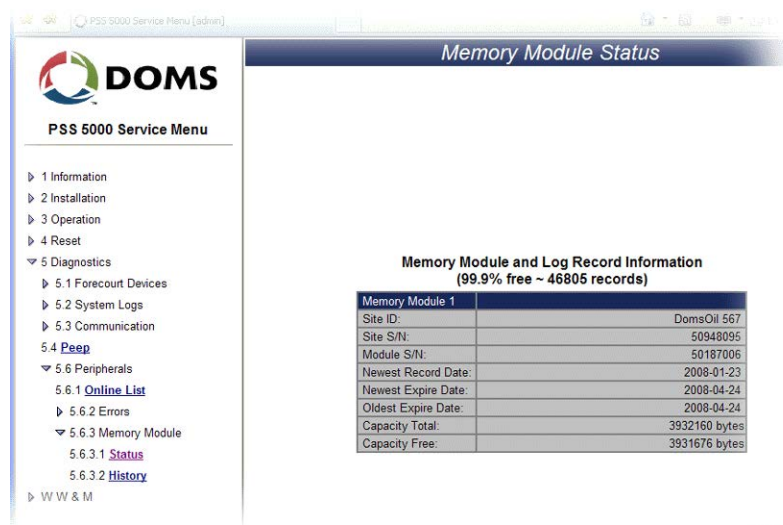 PSS 5000 Service Menu [admin]
DOMS
PSS 5000 Service Menu
1 Information
2 Installation
3 Operation
4 Reset
5 Diagnostics
5.1 Forecourt Devices
5.2 System Logs
5.3 Communication
5.4 Peep
5.6 Peripherals
5.6.1 Online List
5.6.2 Errors
5.6.3 Memory Module
5.6.3.1 Status
5.6.3.2 History
W W & M
Memory Module Status
Memory Module and Log Record Information
(99.9% free ~ 46805 records)
Memory Module 1
Site ID: DomsOil 567
Site S/N: 50948095
Module S/N: 50187006
Newest Record Date: 2008-01-23
Newest Expire Date: 2008-04-24
Oldest Expire Date: 2008-04-24
Capacity Total: 3932160 bytes
Capacity Free: 3931676 bytes